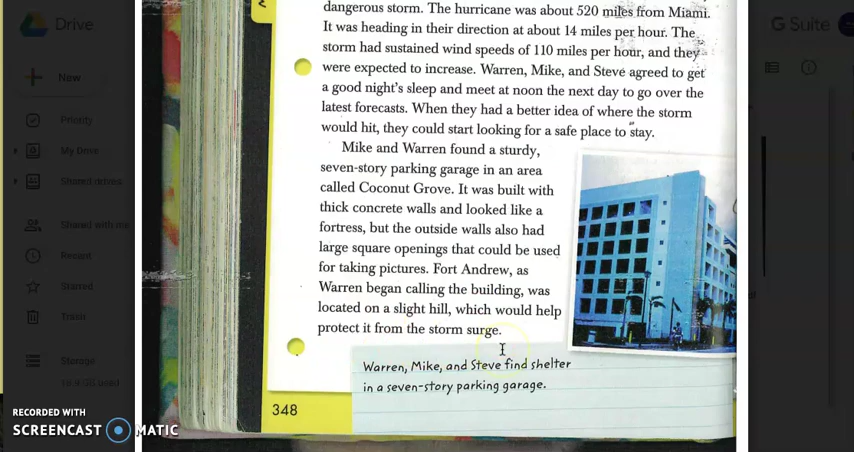 Drive
G Suite
New
Priority
My Drive
Shared drives
Shared with me
Recent
Starred
Trash
Storage
dangerous storm. The hurricane was about 520 miles from Miami.
It was heading in their direction at about 14 miles per hour. The
storm had sustained wind speeds of 110 miles per hour, and they
were expected to increase. Warren, Mike, and Steve agreed to get
a good night's sleep and meet at noon the next day to go over the
latest forecasts. When they had a better idea of where the storm
would hit, they could start looking for a safe place to stay.
Mike and Warren found a sturdy,
seven-story parking garage in an area
called Coconut Grove. It was built with
thick concrete walls and looked like a
fortress, but the outside walls also had
large square openings that could be used
for taking pictures. Fort Andrew, as
Warren began calling the building, was
located on a slight hill, which would help
protect it from the storm surge.
Warren, Mike, and Steve find shelter
in a seven-story parking garage.
348
RECORDED WITH
SCREENCAST MATIC